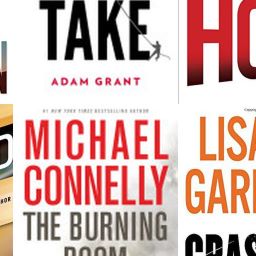 TAKE
ADAM GRANT
HO
#1 NEW YORK TIMES BESTSELLING AUTHOR
MICHAEL
CONNELLY
THE BURNING
ROOM
LISA
GAR